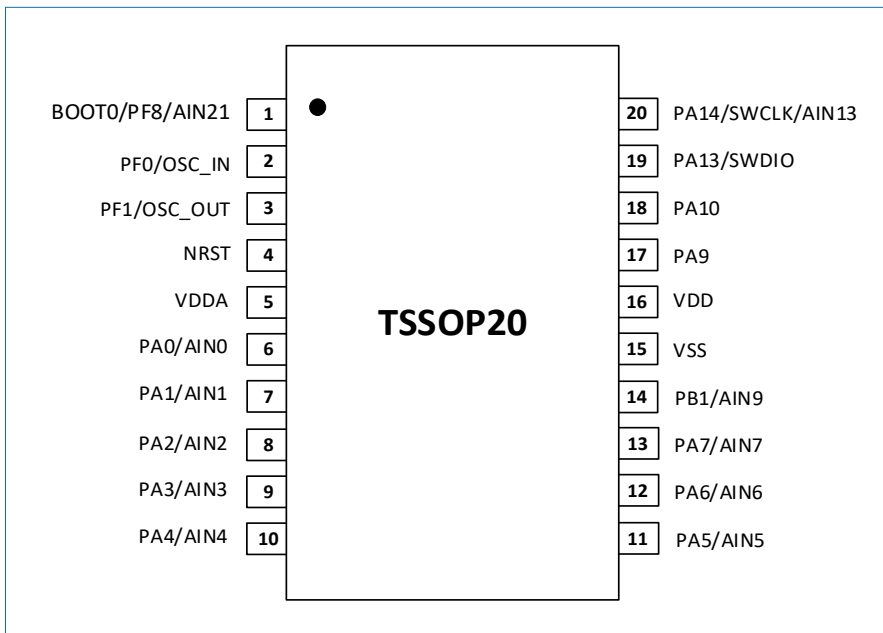 BOOT0/PF8/AIN21 1 20 PA14/SWCLK/AIN13
PF0/OSC_IN 2 19 PA13/SWDIO
PF1/OSC_OUT 3 18 PA10
NRST 4 17 PA9
VDDA 5 16 VDD
TSSOP20
PA0/AIN0 6 15 VSS
PA1/AIN1 7 14 PB1/AIN9
PA2/AIN2 8 13 PA7/AIN7
PA3/AIN3 9 12 PA6/AIN6
PA4/AIN4 10 11 PA5/AIN5